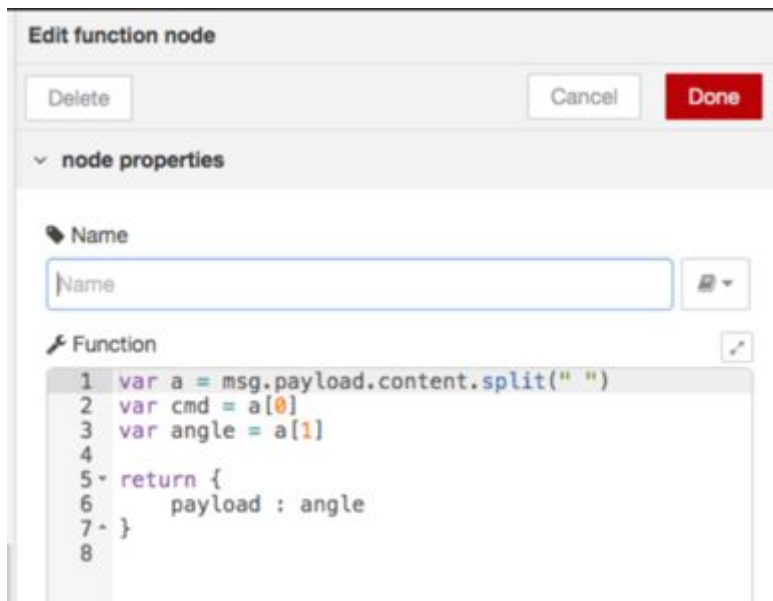 Edit function node
Delete Cancel Done
node properties
Name
Name
Function
1 var a = msg.payload.content.split(" ")
2 var cmd = a[0]
3 var angle = a[1]
4
5 return {
6     payload : angle
7 }
8